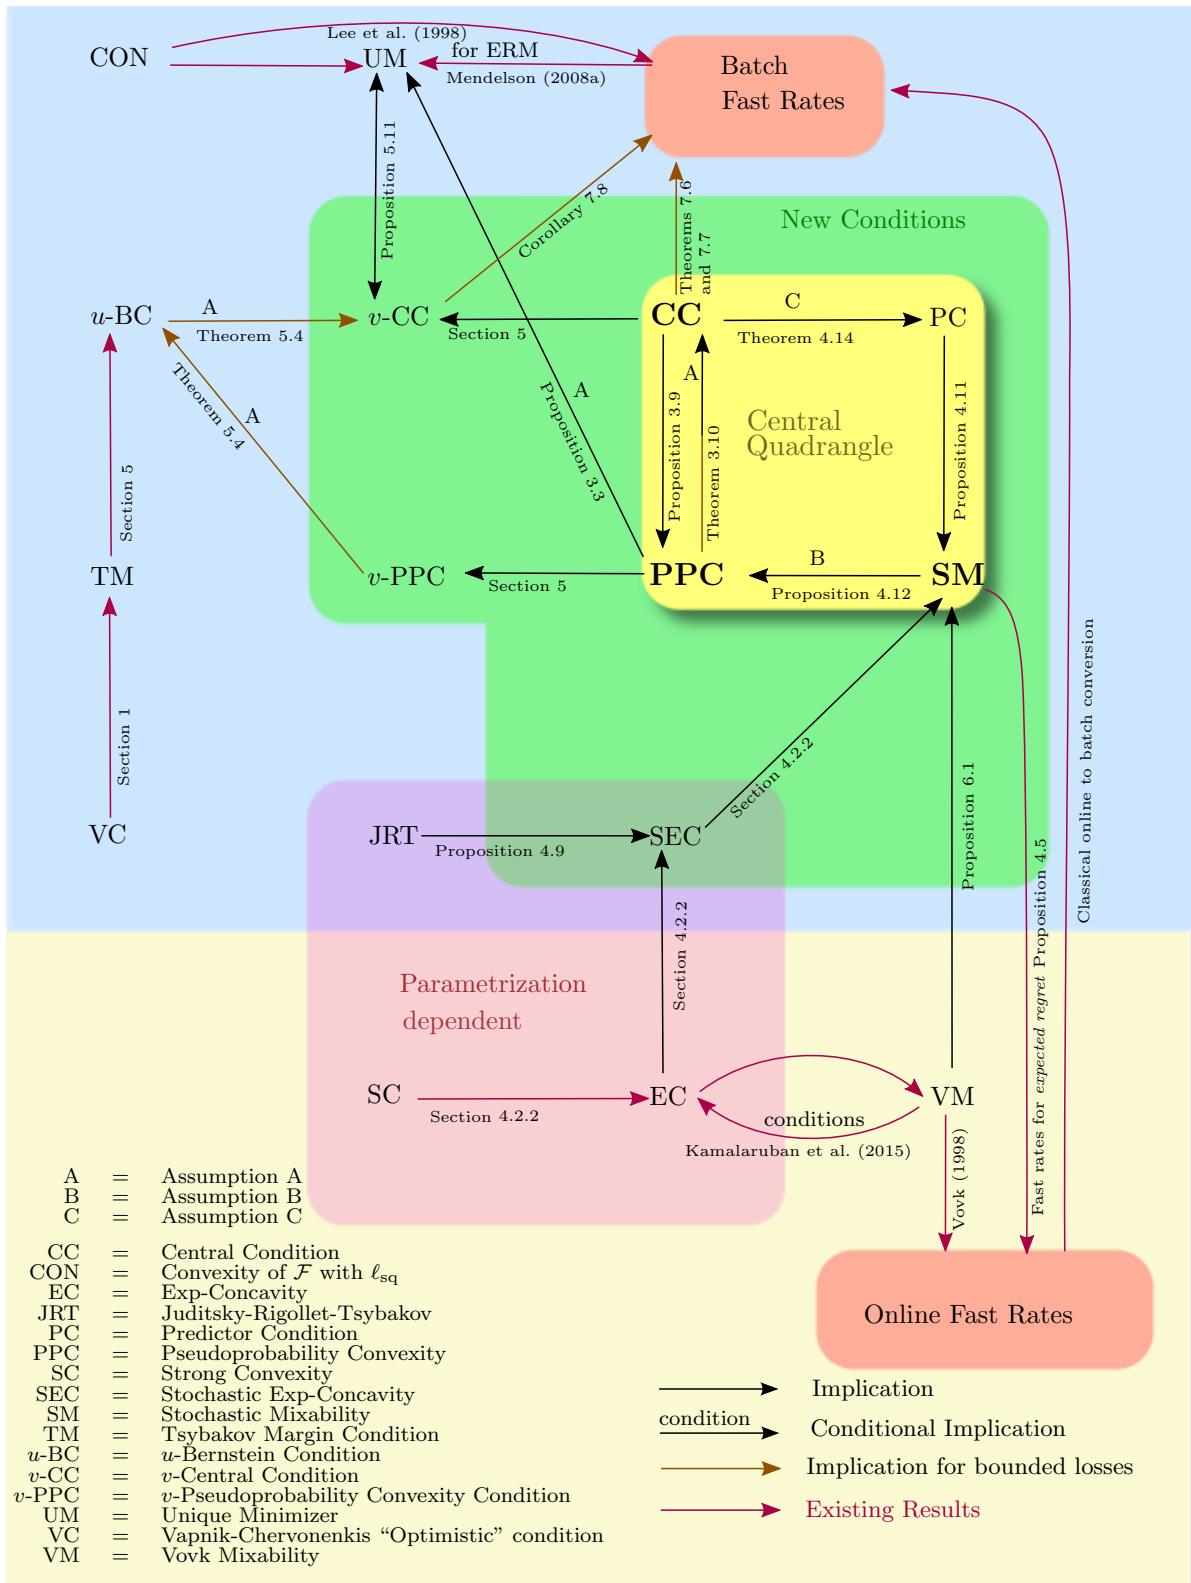 Lee et al. (1998)
CON
UM
for ERM
Mendelson (2008a)
Batch
Fast Rates
Proposition 5.11
Corollary 7.8
Theorems 7.6
and 7.7
New Conditions
u-BC
A
Theorem 5.4
v-CC
Section 5
CC
C
Theorem 4.14
PC
Theorem 5.4
A
Proposition 3.3
A
Proposition 3.9
A
Theorem 3.10
Central
Quadrangle
Proposition 4.11
Section 5
TM
v-PPC
Section 5
PPC
B
Proposition 4.12
SM
Section 1
VC
JRT
Proposition 4.9
SEC
Section 4.2.2
Proposition 6.1
Fast rates for expected regret Proposition 4.5
Classical online to batch conversion
Section 4.2.2
Parametrization
dependent
SC
Section 4.2.2
EC
conditions
Kamalaruban et al. (2015)
VM
Vovk (1998)
Online Fast Rates
A = Assumption A
B = Assumption B
C = Assumption C
CC = Central Condition
CON = Convexity of ℱ with ℓsq
EC = Exp-Concavity
JRT = Juditsky-Rigollet-Tsybakov
PC = Predictor Condition
PPC = Pseudoprobability Convexity
SC = Strong Convexity
SEC = Stochastic Exp-Concavity
SM = Stochastic Mixability
TM = Tsybakov Margin Condition
u-BC = u-Bernstein Condition
v-CC = v-Central Condition
v-PPC = v-Pseudoprobability Convexity Condition
UM = Unique Minimizer
VC = Vapnik-Chervonenkis “Optimistic” condition
VM = Vovk Mixability
Implication
condition
Conditional Implication
Implication for bounded losses
Existing Results